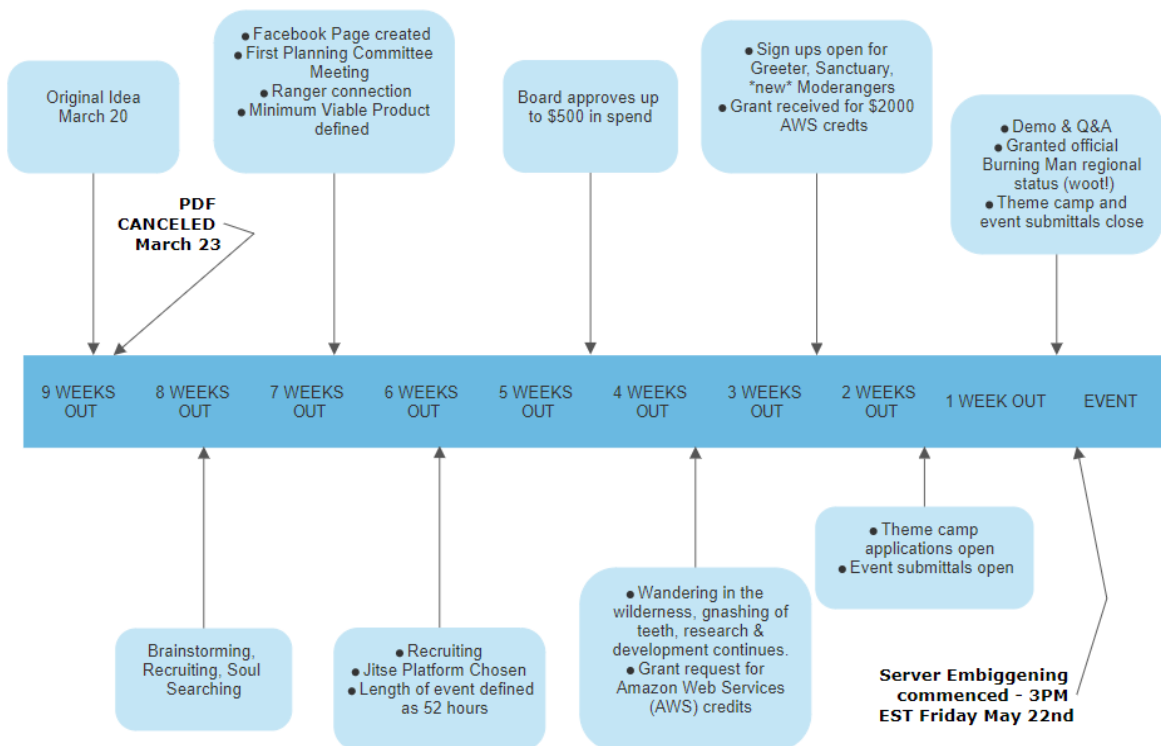 Original Idea
March 20
● Facebook Page created
● First Planning Committee
Meeting
● Ranger connection
● Minimum Viable Product
defined
Board approves up
to $500 in spend
● Sign ups open for
Greeter, Sanctuary,
*new* Moderangers
● Grant received for $2000
AWS credts
● Demo & Q&A
● Granted official
Burning Man regional
status (woot!)
● Theme camp and
event submittals close
PDF
CANCELED
March 23
9 WEEKS
OUT
8 WEEKS
OUT
7 WEEKS
OUT
6 WEEKS
OUT
5 WEEKS
OUT
4 WEEKS
OUT
3 WEEKS
OUT
2 WEEKS
OUT
1 WEEK OUT
EVENT
Brainstorming,
Recruiting, Soul
Searching
● Recruiting
● Jitse Platform Chosen
● Length of event defined
as 52 hours
● Wandering in the
wilderness, gnashing of
teeth, research &
development continues.
● Grant request for
Amazon Web Services
(AWS) credits
● Theme camp
applications open
● Event submittals open
Server Embiggening
commenced - 3PM
EST Friday May 22nd